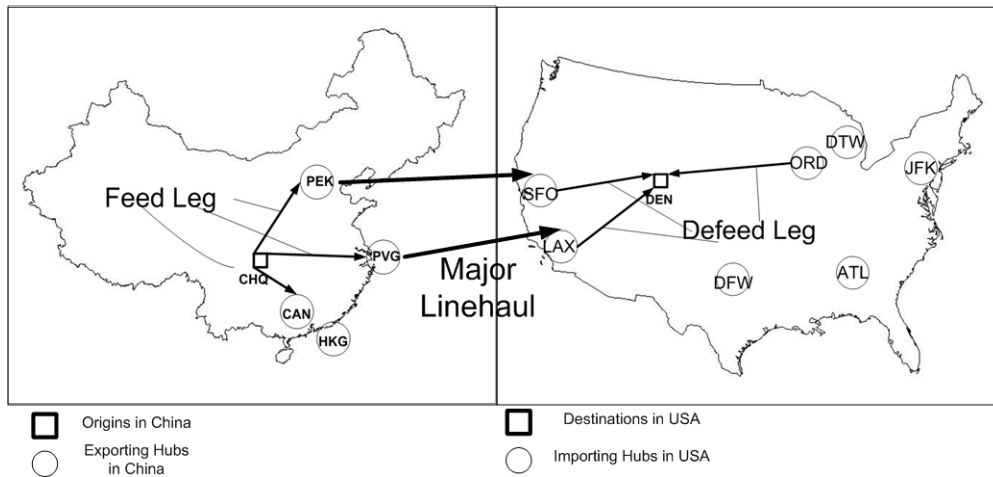 PEK
Feed Leg
CHQ
PVG
CAN
HKG
Major
Linehaul
SFO
LAX
DEN
ORD
DTW
JFK
Defeed Leg
DFW
ATL
Origins in China
Exporting Hubs
in China
Destinations in USA
Importing Hubs in USA